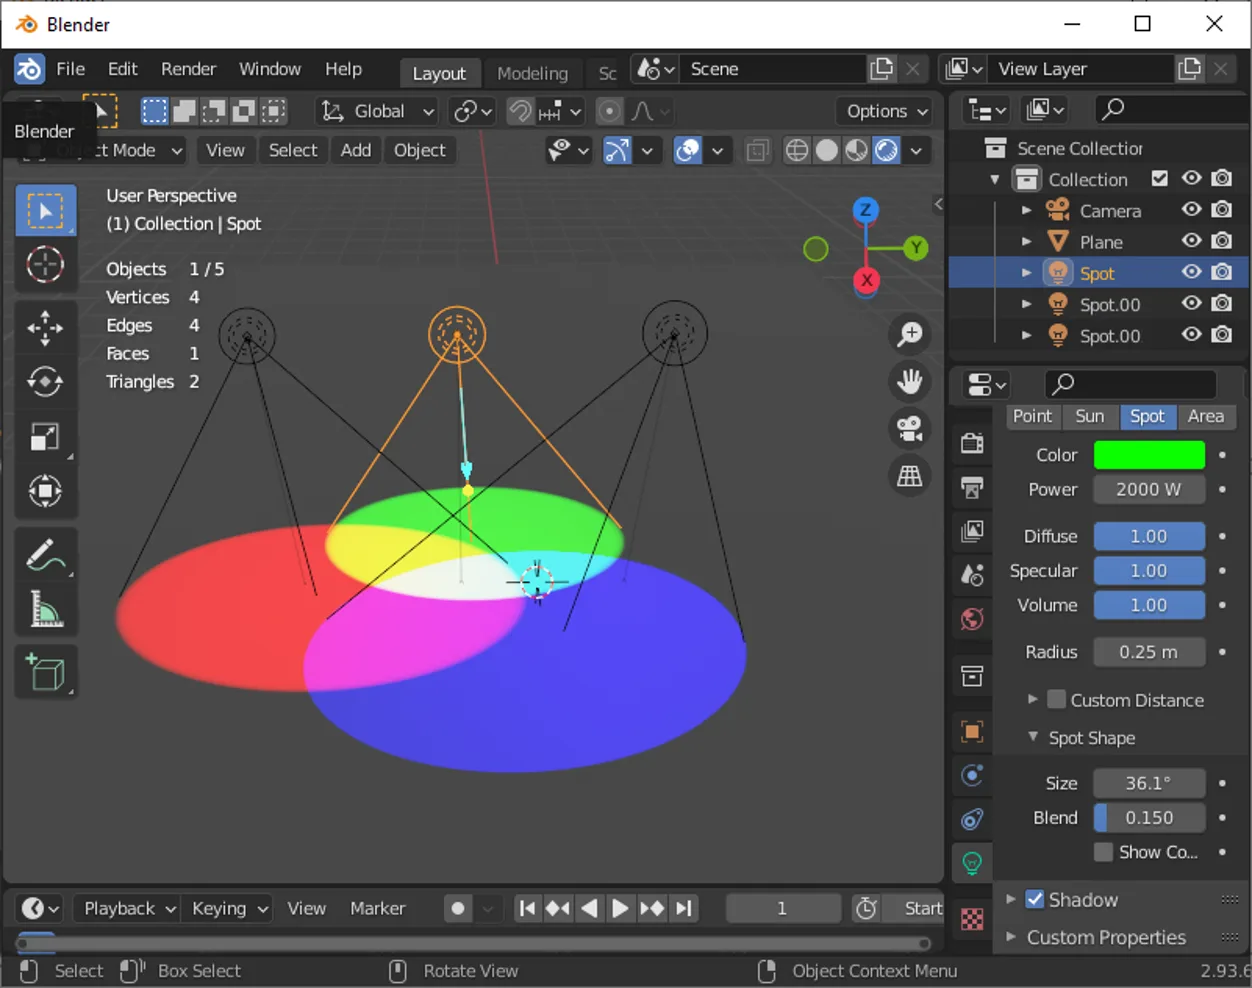 Blender
File Edit Render Window Help Layout Modeling Sc Scene View Layer
Global Options
Blender
ect Mode View Select Add Object
User Perspective
(1) Collection | Spot
Objects 1 / 5
Vertices 4
Edges 4
Faces 1
Triangles 2
Z
Y
X
Scene Collection
Collection
Camera
Plane
Spot
Spot.00
Spot.00
Point Sun Spot Area
Color
Power 2000 W
Diffuse 1.00
Specular 1.00
Volume 1.00
Radius 0.25 m
Custom Distance
Spot Shape
Size 36.1°
Blend 0.150
Show Co...
Shadow
Custom Properties
Playback Keying View Marker 1 Start
Select Box Select Rotate View Object Context Menu 2.93.6